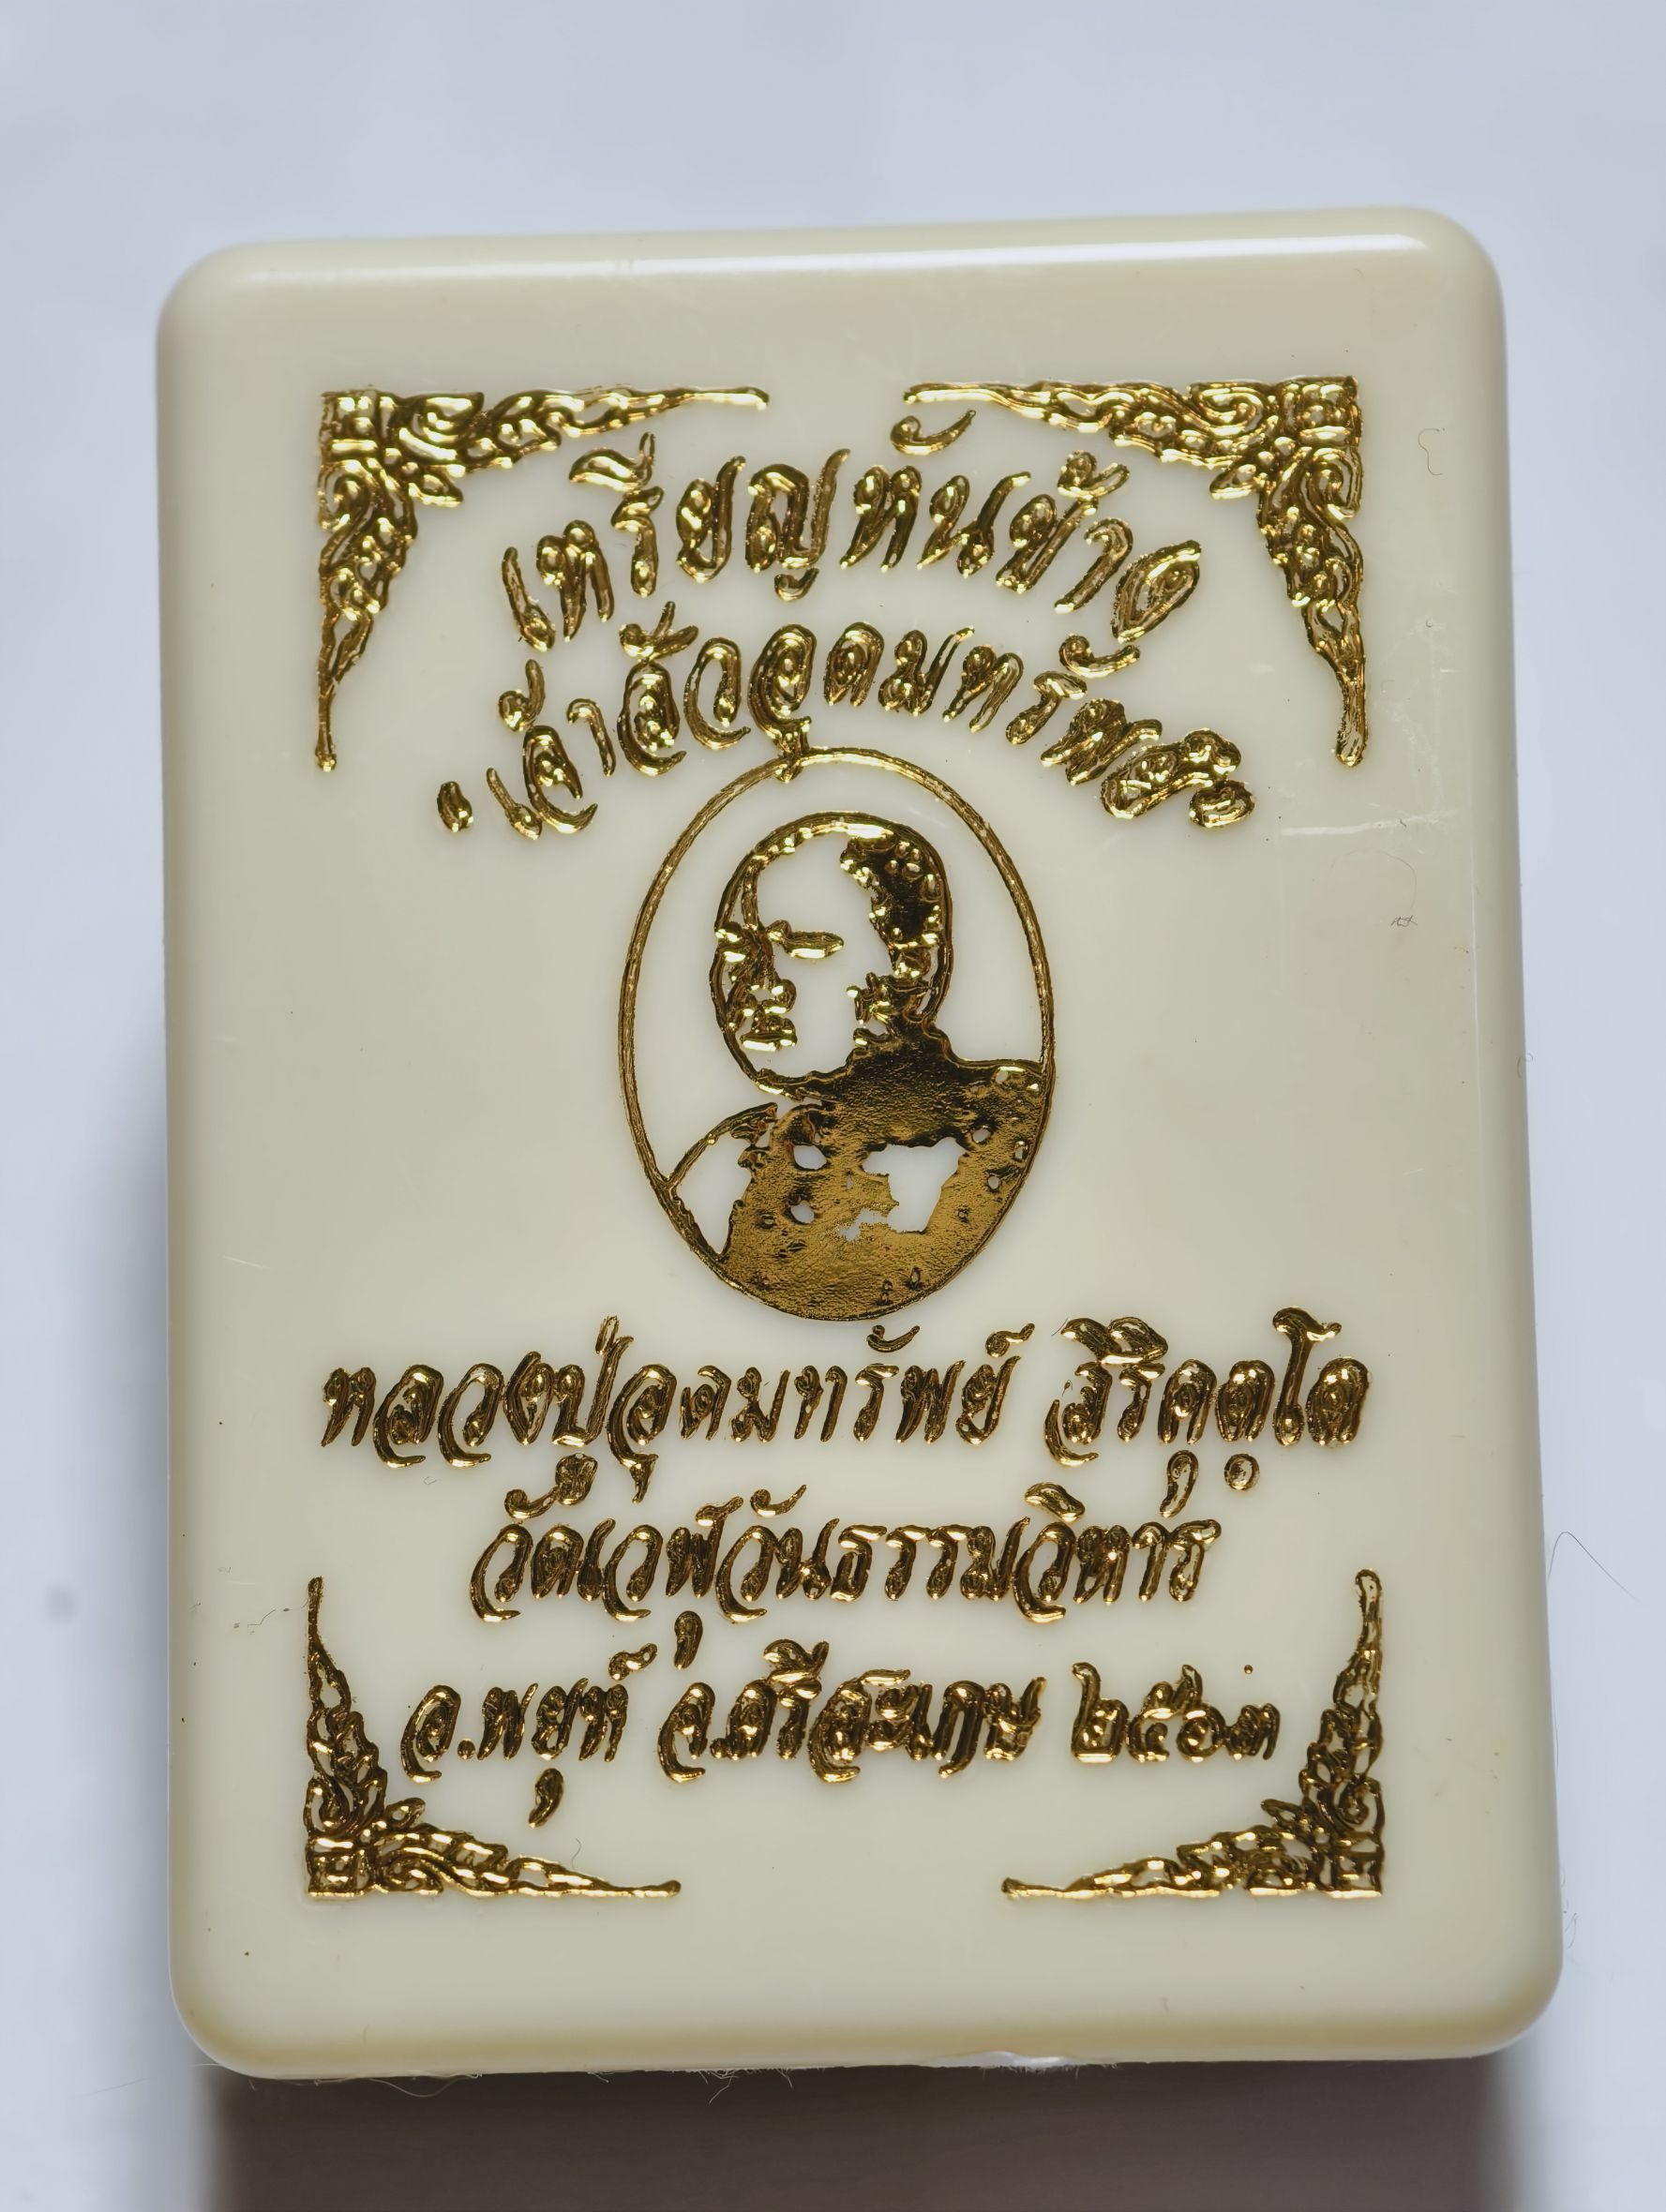 เหรียญหันข้าง
"เจ้าสัวอุดมทรัพย์"
หลวงปู่อุดมทรัพย์ สิริคุตฺโต
วัดเวฬุวันธรรมวิหาร
อ.พยุห์ จ.ศรีสะเกษ ๒๕๖๓